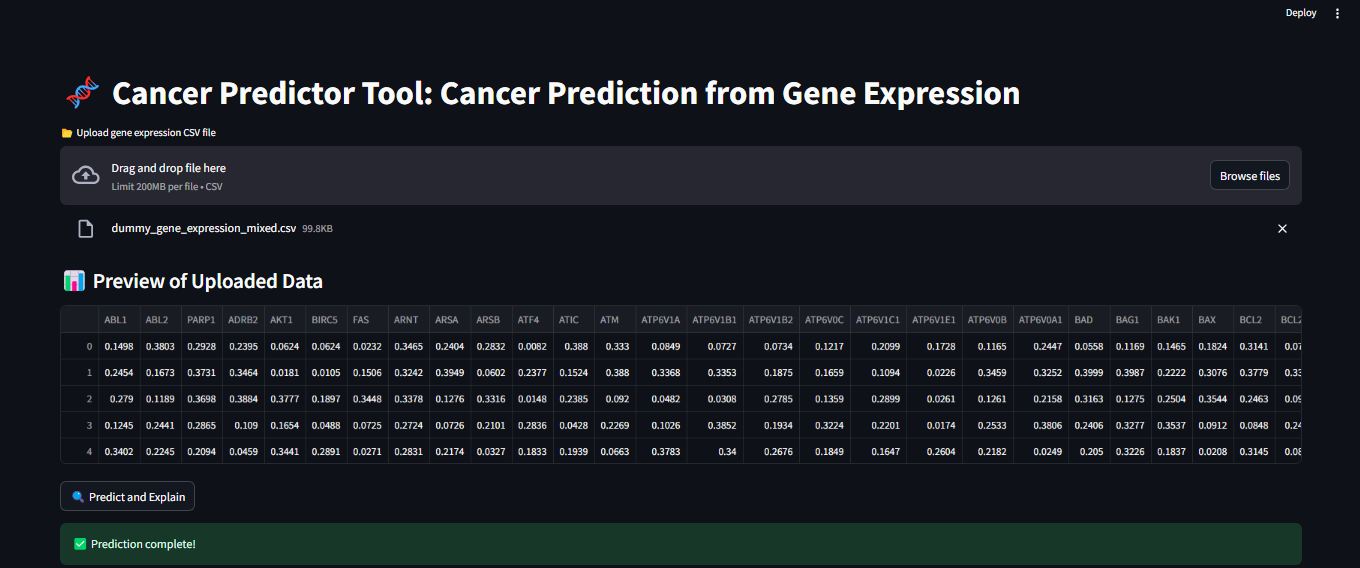 Deploy
Cancer Predictor Tool: Cancer Prediction from Gene Expression
Upload gene expression CSV file
Drag and drop file here
Limit 200MB per file • CSV
Browse files
dummy_gene_expression_mixed.csv 99.8KB
Preview of Uploaded Data
ABL1 ABL2 PARP1 ADRB2 AKT1 BIRC5 FAS ARNT ARSA ARSB ATF4 ATIC ATM ATP6V1A ATP6V1B1 ATP6V1B2 ATP6V0C ATP6V1C1 ATP6V1E1 ATP6V0B ATP6V0A1 BAD BAG1 BAK1 BAX BCL2
0 0.1498 0.3803 0.2928 0.2395 0.0624 0.0624 0.0232 0.3465 0.2404 0.2832 0.0082 0.388 0.333 0.0849 0.0727 0.0734 0.1217 0.2099 0.1728 0.1165 0.2447 0.0558 0.1169 0.1465 0.1824 0.3141
1 0.2454 0.1673 0.3731 0.3464 0.0181 0.0105 0.1506 0.3242 0.3949 0.0602 0.2377 0.1524 0.388 0.3368 0.3353 0.1875 0.1659 0.1094 0.0226 0.3459 0.3252 0.3999 0.3987 0.2222 0.3076 0.3779
2 0.279 0.1189 0.3698 0.3884 0.3777 0.1897 0.3448 0.3378 0.1276 0.3316 0.0148 0.2385 0.092 0.0482 0.0308 0.2785 0.1359 0.2899 0.0261 0.1261 0.2158 0.3163 0.1275 0.2504 0.3544 0.2463
3 0.1245 0.2441 0.2865 0.109 0.1654 0.0488 0.0725 0.2724 0.0726 0.2101 0.2836 0.0428 0.2269 0.1026 0.3852 0.1934 0.3224 0.2201 0.0174 0.2533 0.3806 0.2406 0.3277 0.3537 0.0912 0.0848
4 0.3402 0.2245 0.2094 0.0459 0.3441 0.2891 0.0271 0.2831 0.2174 0.0327 0.1833 0.1939 0.0663 0.3783 0.34 0.2676 0.1849 0.1647 0.2604 0.2182 0.0249 0.205 0.3226 0.1837 0.0208 0.3145
Predict and Explain
Prediction complete!